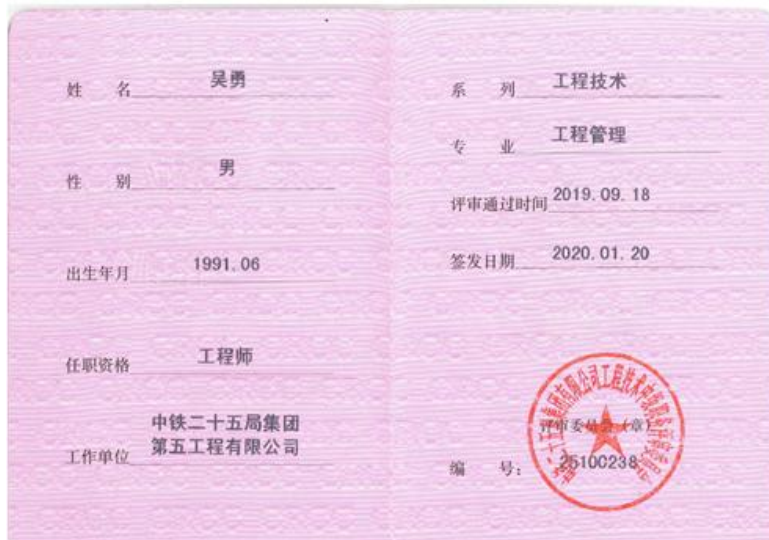 姓 名 吴勇
性 别 男
出生年月 1991.06
任职资格 工程师
工作单位 中铁二十五局集团
第五工程有限公司
系 列 工程技术
专 业 工程管理
评审通过时间 2019.09.18
签发日期 2020.01.20
评审委员会（章）
编 号： 25100238